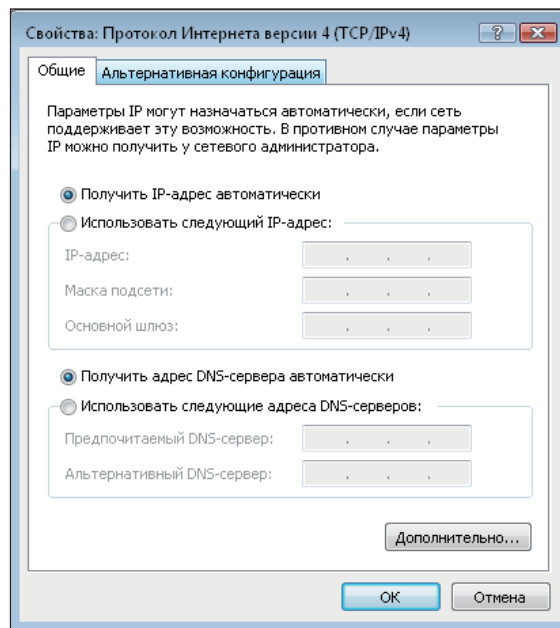 Свойства: Протокол Интернета версии 4 (TCP/IPv4)
Общие
Альтернативная конфигурация
Параметры IP могут назначаться автоматически, если сеть
поддерживает эту возможность. В противном случае параметры
IP можно получить у сетевого администратора.
Получить IP-адрес автоматически
Использовать следующий IP-адрес:
IP-адрес:
Маска подсети:
Основной шлюз:
Получить адрес DNS-сервера автоматически
Использовать следующие адреса DNS-серверов:
Предпочитаемый DNS-сервер:
Альтернативный DNS-сервер:
Дополнительно...
ОК
Отмена